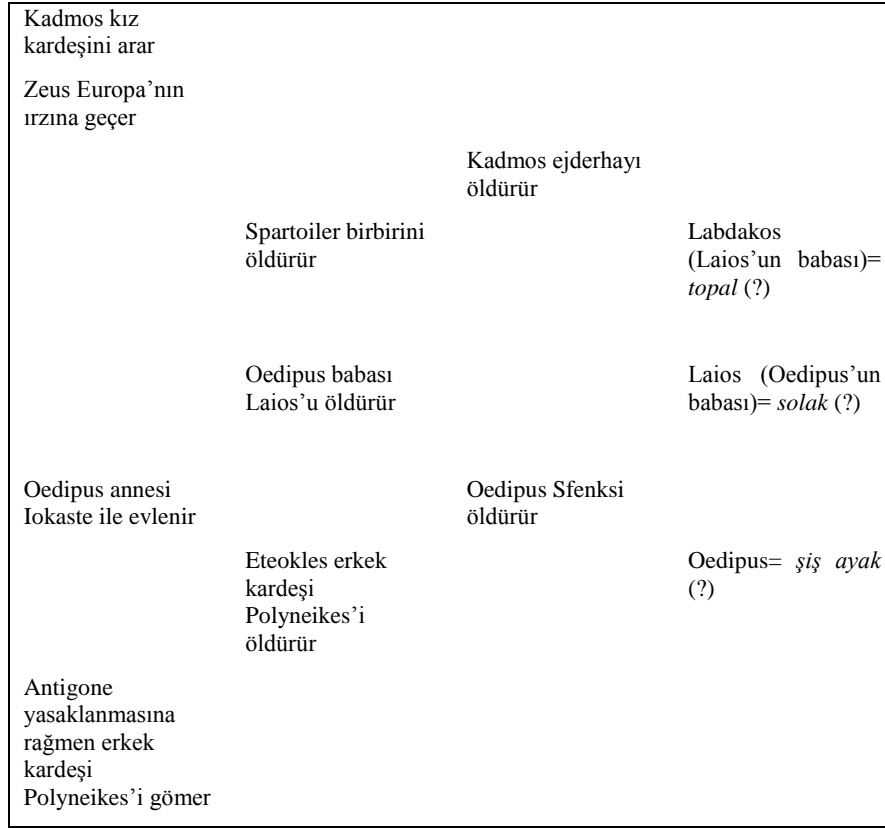 Kadmos kız
kardeşini arar
Zeus Europa’nın
ırzına geçer
Kadmos ejderhayı
öldürür
Spartoiler birbirini
öldürür
Labdakos
(Laios’un babası)=
topal (?)
Oedipus babası
Laios’u öldürür
Laios (Oedipus’un
babası)= solak (?)
Oedipus annesi
Iokaste ile evlenir
Oedipus Sfenksi
öldürür
Eteokles erkek
kardeşi
Polyneikes’i
öldürür
Oedipus= şiş ayak
(?)
Antigone
yasaklanmasına
rağmen erkek
kardeşi
Polyneikes’i gömer